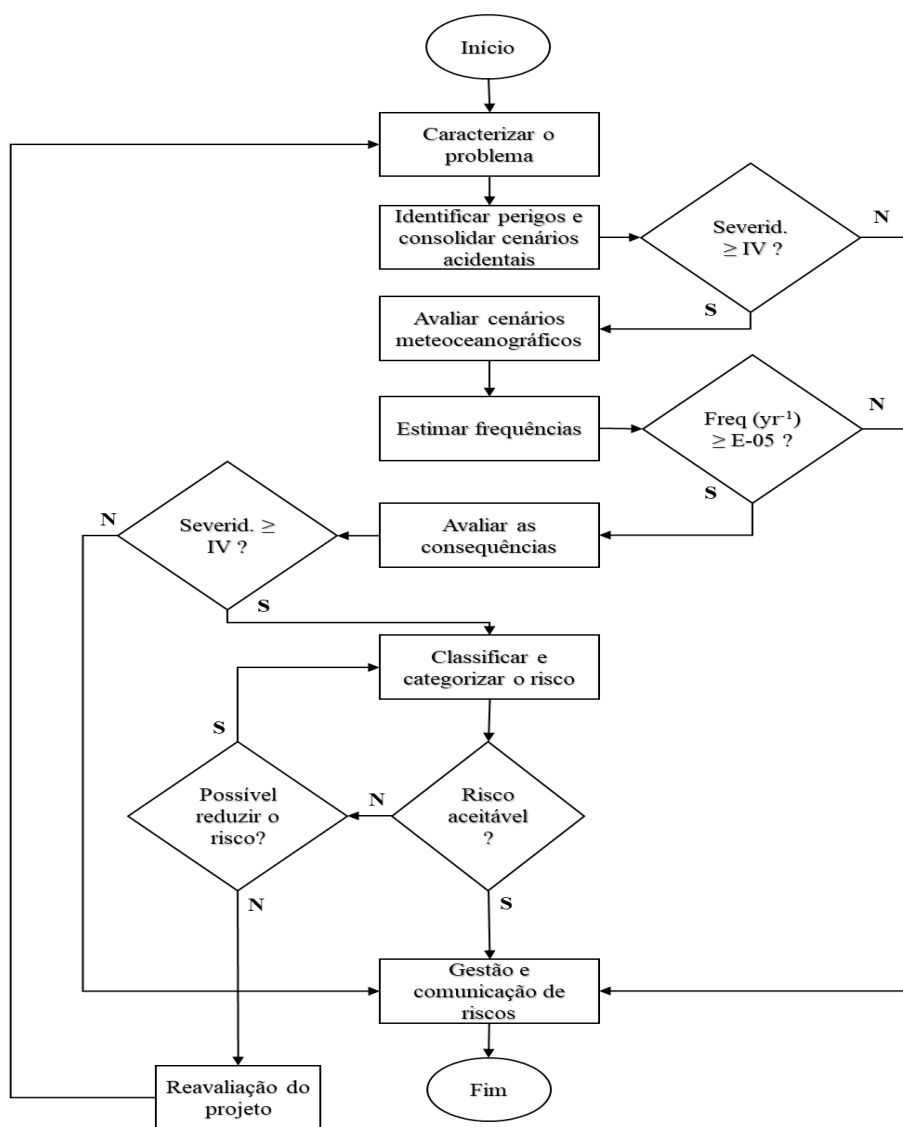 Início
Caracterizar o
problema
Identificar perigos e
consolidar cenários
acidentais
Severid.
≥ IV ?
N
S
Avaliar cenários
meteoceanográficos
Estimar frequências
Freq (yr⁻¹)
≥ E-05 ?
N
S
Avaliar as
consequências
Severid. ≥
IV ?
N
S
Classificar e
categorizar o risco
Risco
aceitável
?
N
S
Possível
reduzir o
risco?
S
N
Gestão e
comunicação de
riscos
Reavaliação do
projeto
Fim